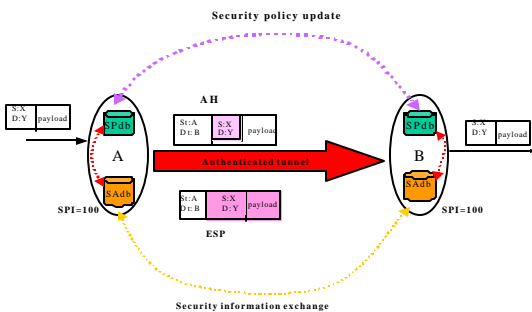 Security policy update
AH
S:X
D:Y
payload
St:A
Dt:B
S:X
D:Y
payload
S:X
D:Y
payload
SPdb
SPdb
A
Authenticated tunnel
B
SAdb
SAdb
St:A
Dt:B
S:X
D:Y
payload
SPI=100
SPI=100
ESP
Security information exchange